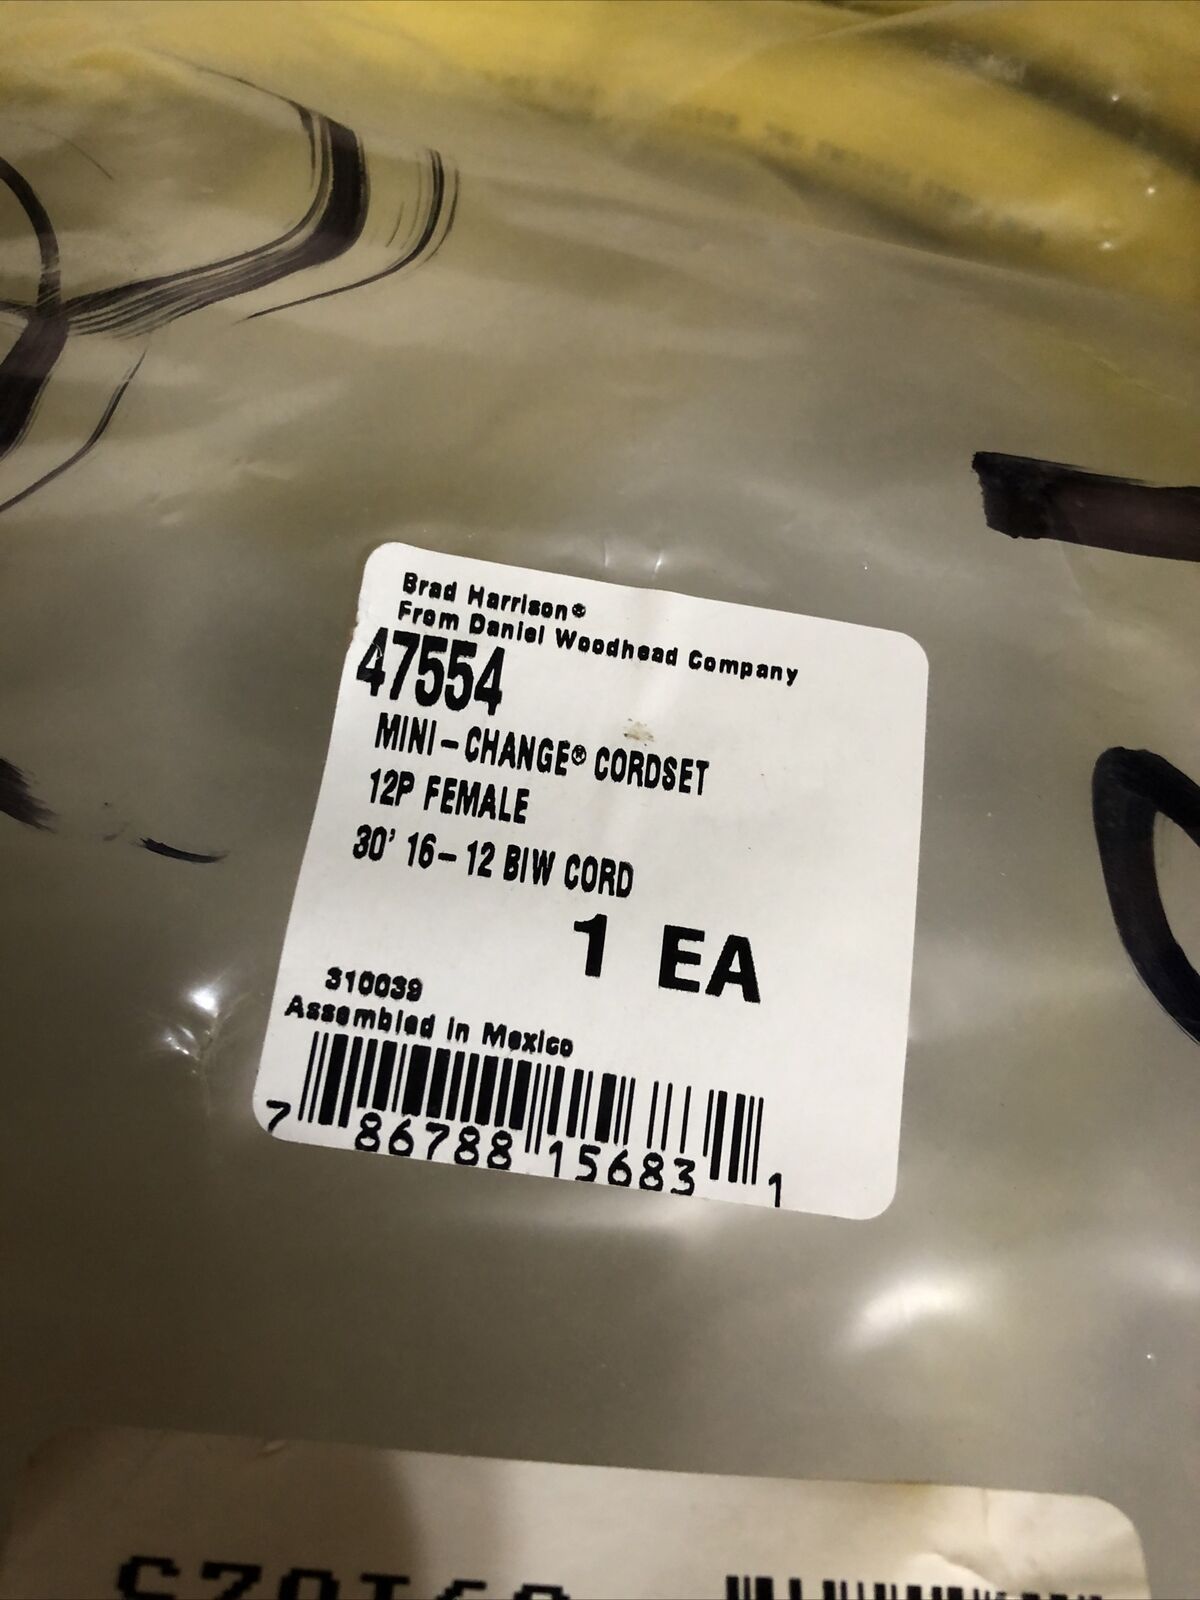 Brad Harrison®
From Daniel Woodhead Company
47554
MINI-CHANGE® CORDSET
12P FEMALE
30' 16-12 BIW CORD
1 EA
310039
Assembled in Mexico
7 86788 15683 1